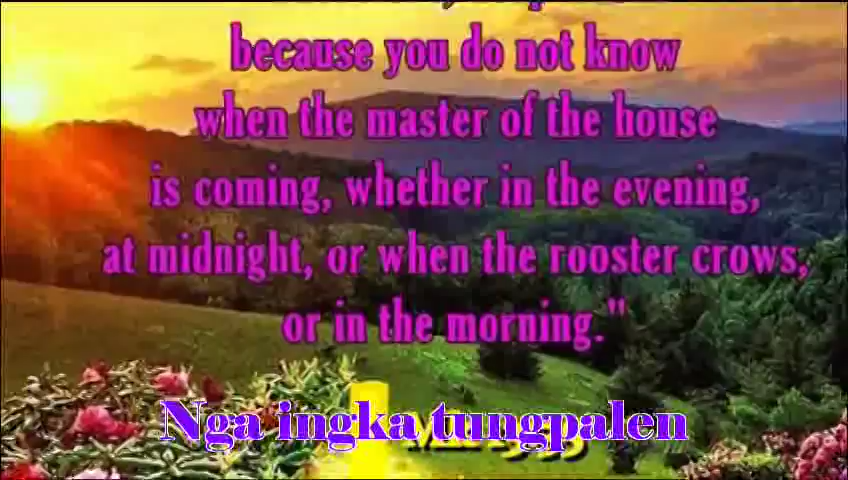 because you do not know
when the master of the house
is coming, whether in the evening,
at midnight, or when the rooster crows,
or in the morning."
Nga ingka tungpalen